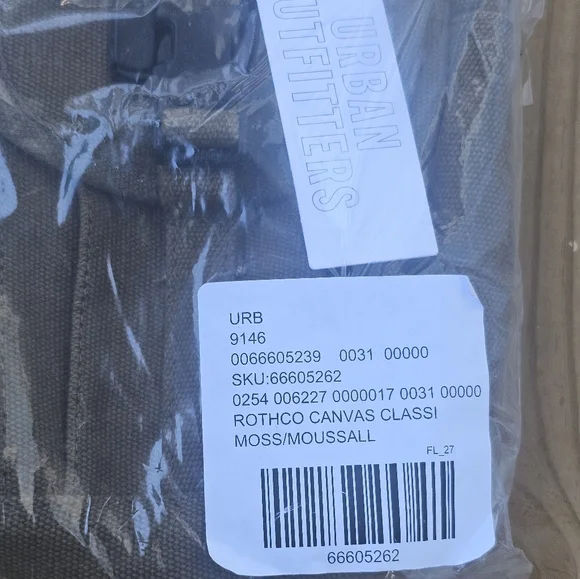 URBAN
OUTFITTERS
URB
9146
0066605239 0031 00000
SKU:66605262
0254 006227 0000017 0031 00000
ROTHCO CANVAS CLASSI
MOSS/MOUSSALL
FL_27
66605262